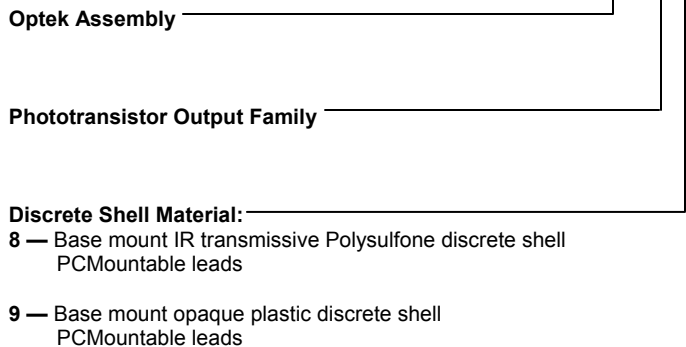 Optek Assembly
Phototransistor Output Family
Discrete Shell Material:
8 — Base mount IR transmissive Polysulfone discrete shell
PCMountable leads
9 — Base mount opaque plastic discrete shell
PCMountable leads